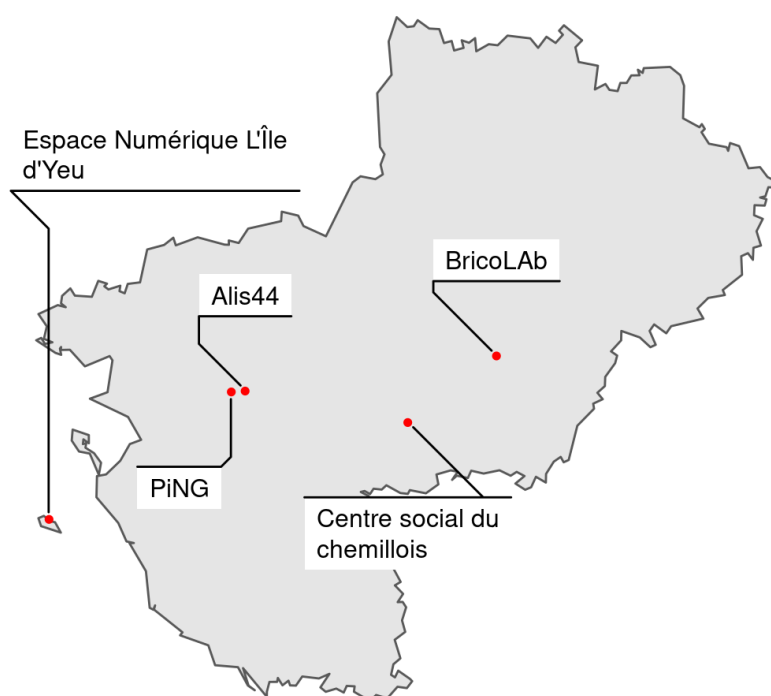 Espace Numérique L'Île
d'Yeu
BricoLAb
Alis44
PiNG
Centre social du
chemillois